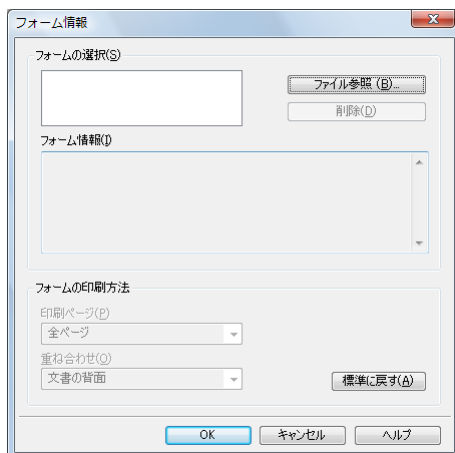 フォーム情報
フォームの選択(S)
ファイル参照 (B)...
削除(D)
フォーム情報(I)
フォームの印刷方法
印刷ページ(P)
全ページ
重ね合わせ(O)
文書の背面
標準に戻す(A)
OK
キャンセル
ヘルプ